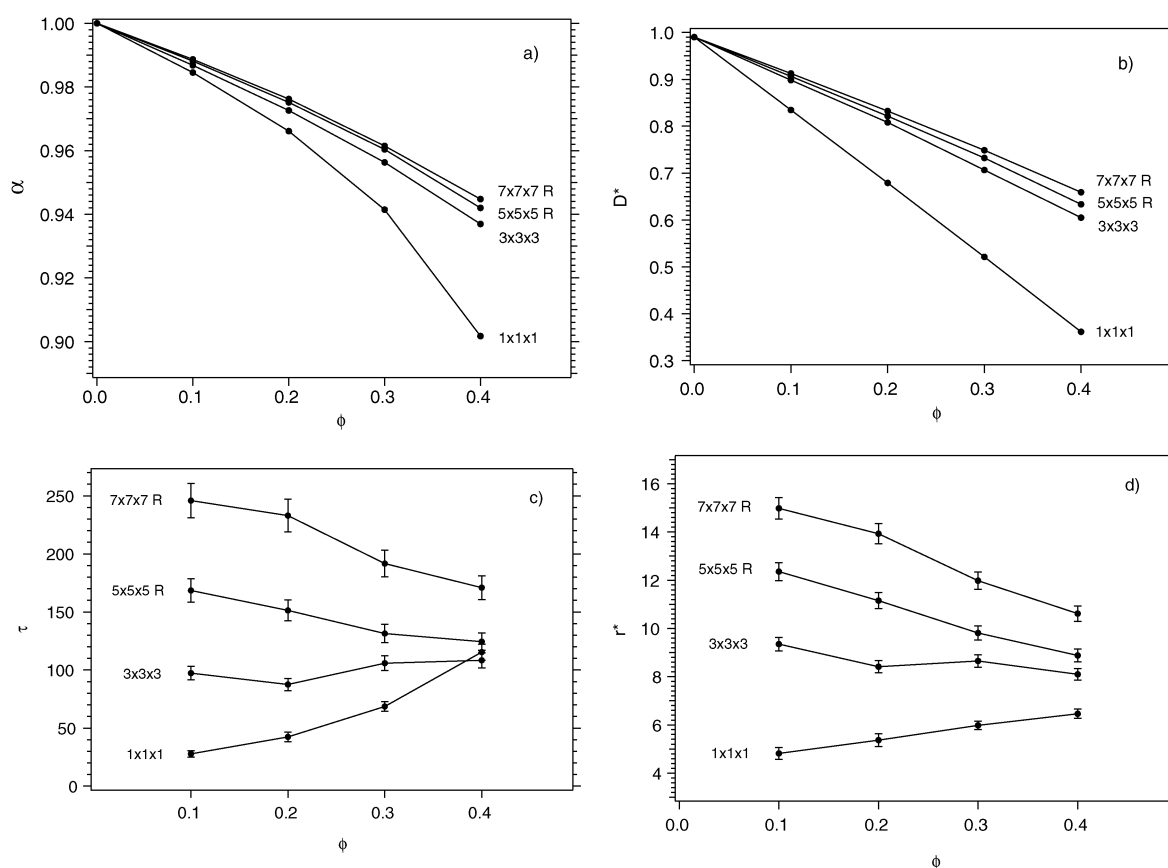 a)
1.00
0.98
0.96
0.94
0.92
0.90
α
7x7x7 R
5x5x5 R
3x3x3
1x1x1
0.0 0.1 0.2 0.3 0.4
ϕ
b)
1.0
0.9
0.8
0.7
0.6
0.5
0.4
0.3
D*
7x7x7 R
5x5x5 R
3x3x3
1x1x1
0.0 0.1 0.2 0.3 0.4
ϕ
c)
250
200
150
100
50
0
τ
7x7x7 R
5x5x5 R
3x3x3
1x1x1
0.1 0.2 0.3 0.4
ϕ
d)
16
14
12
10
8
6
4
r*
7x7x7 R
5x5x5 R
3x3x3
1x1x1
0.0 0.1 0.2 0.3 0.4
ϕ